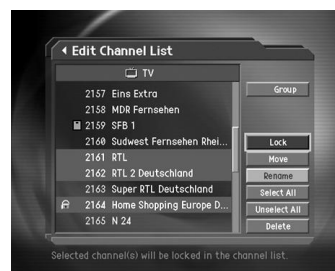 Edit Channel List
TV
Group
2157 Eins Extra
2158 MDR Fernsehen
2159 SFB 1
2160 Sudwest Fernsehen Rhei...
Lock
2161 RTL
Move
2162 RTL 2 Deutschland
Rename
2163 Super RTL Deutschland
Select All
2164 Home Shopping Europe D...
Unselect All
2165 N 24
Delete
Selected channel(s) will be locked in the channel list.